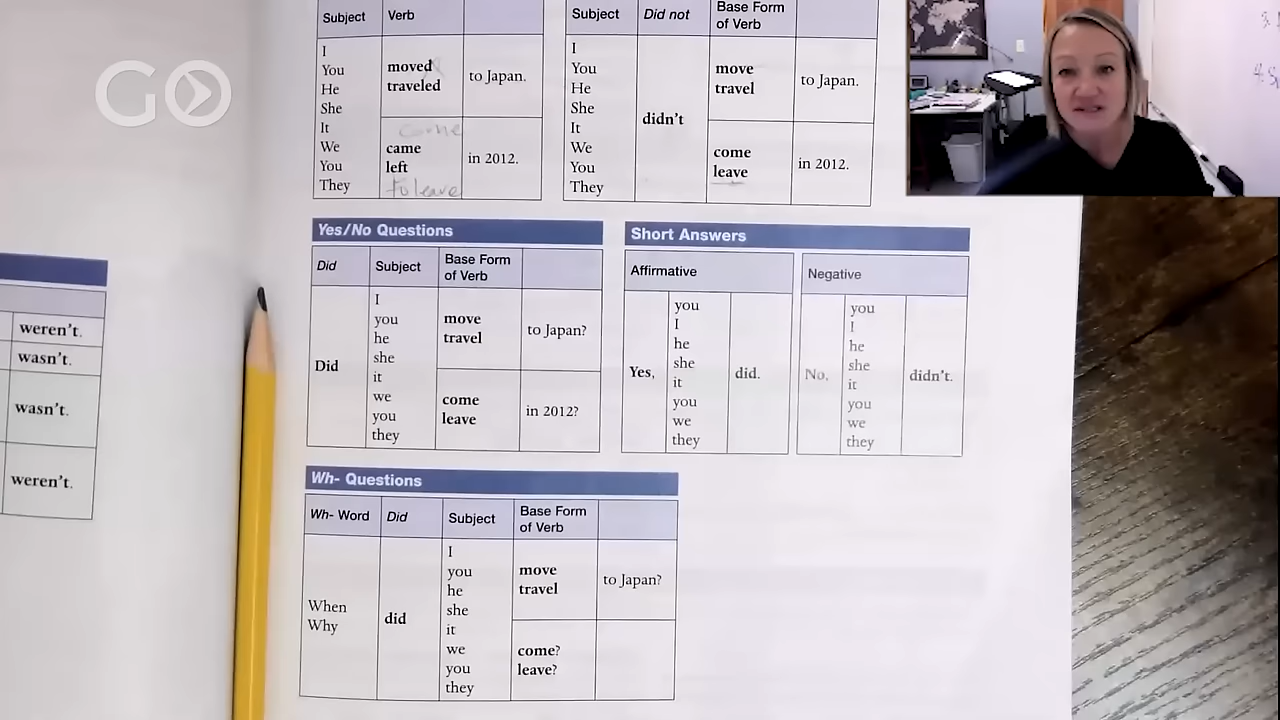 GO
Subject Verb
I
You
He
She
It
We
You
They
moved
traveled
to Japan.
come
came
left
to leave
in 2012.
Subject Did not Base Form
of Verb
I
You
He
She
It
We
You
They
didn't
move
travel
to Japan.
come
leave
in 2012.
weren't.
wasn't.
wasn't.
weren't.
Yes/No Questions
Did Subject Base Form
of Verb
Did
I
you
he
she
it
we
you
they
move
travel
to Japan?
come
leave
in 2012?
Short Answers
Affirmative
Yes,
you
I
he
she
it
you
we
they
did.
Negative
No,
you
I
he
she
it
you
we
they
didn't.
Wh- Questions
Wh- Word Did Subject Base Form
of Verb
When
Why
did
I
you
he
she
it
we
you
they
move
travel
to Japan?
come?
leave?